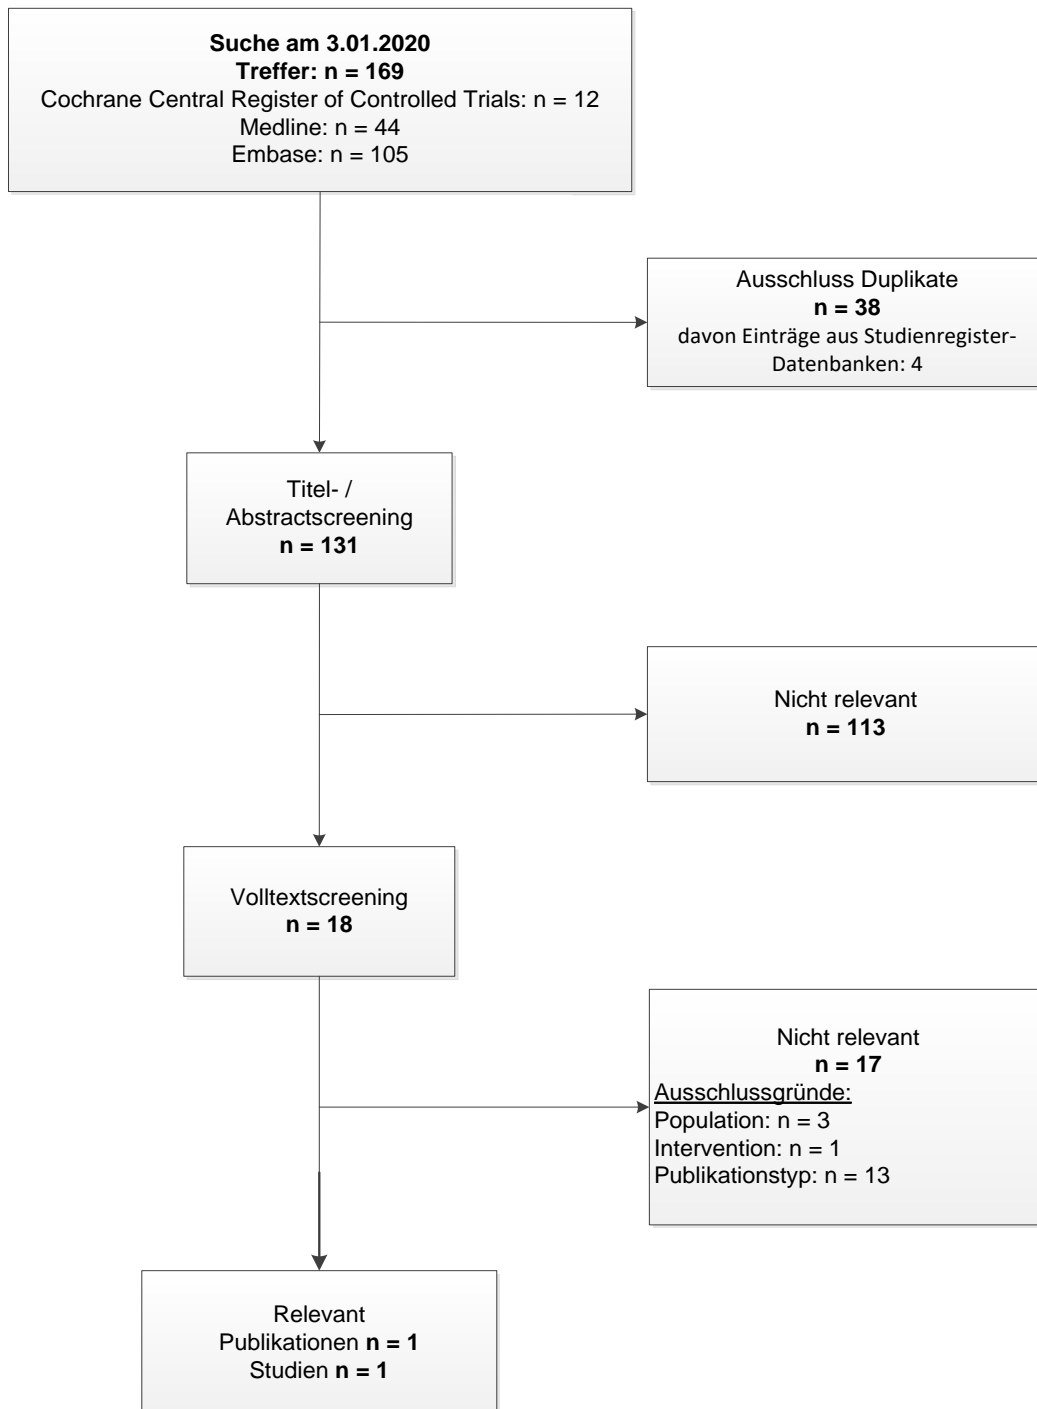 Suche am 3.01.2020
Treffer: n = 169
Cochrane Central Register of Controlled Trials: n = 12
Medline: n = 44
Embase: n = 105
Ausschluss Duplikate
n = 38
davon Einträge aus Studienregister-
Datenbanken: 4
Titel- /
Abstractscreening
n = 131
Nicht relevant
n = 113
Volltextscreening
n = 18
Nicht relevant
n = 17
Ausschlussgründe:
Population: n = 3
Intervention: n = 1
Publikationstyp: n = 13
Relevant
Publikationen n = 1
Studien n = 1